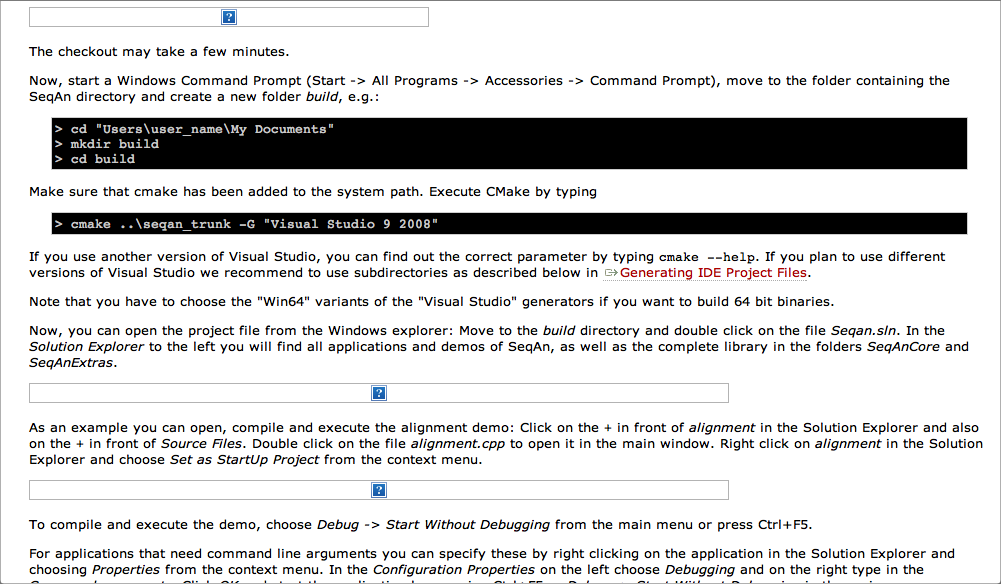 ?
The checkout may take a few minutes.
Now, start a Windows Command Prompt (Start -> All Programs -> Accessories -> Command Prompt), move to the folder containing the
SeqAn directory and create a new folder build, e.g.:
> cd "Users\user_name\My Documents"
> mkdir build
> cd build
Make sure that cmake has been added to the system path. Execute CMake by typing
> cmake ..\seqan_trunk -G "Visual Studio 9 2008"
If you use another version of Visual Studio, you can find out the correct parameter by typing cmake --help. If you plan to use different
versions of Visual Studio we recommend to use subdirectories as described below in Generating IDE Project Files.
Note that you have to choose the "Win64" variants of the "Visual Studio" generators if you want to build 64 bit binaries.
Now, you can open the project file from the Windows explorer: Move to the build directory and double click on the file Seqan.sln. In the
Solution Explorer to the left you will find all applications and demos of SeqAn, as well as the complete library in the folders SeqAnCore and
SeqAnExtras.
?
As an example you can open, compile and execute the alignment demo: Click on the + in front of alignment in the Solution Explorer and also
on the + in front of Source Files. Double click on the file alignment.cpp to open it in the main window. Right click on alignment in the Solution
Explorer and choose Set as StartUp Project from the context menu.
?
To compile and execute the demo, choose Debug -> Start Without Debugging from the main menu or press Ctrl+F5.
For applications that need command line arguments you can specify these by right clicking on the application in the Solution Explorer and
choosing Properties from the context menu. In the Configuration Properties on the left choose Debugging and on the right type in the